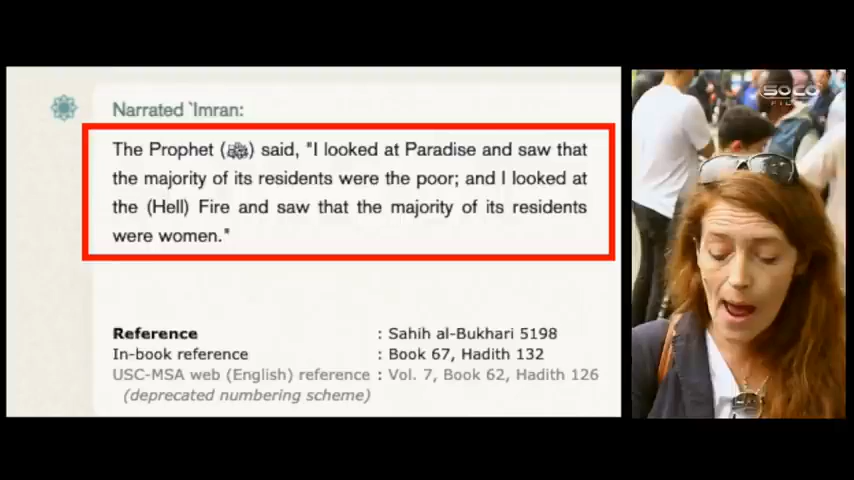 Narrated `Imran:
The Prophet (ﷺ) said, "I looked at Paradise and saw that
the majority of its residents were the poor; and I looked at
the (Hell) Fire and saw that the majority of its residents
were women."
Reference : Sahih al-Bukhari 5198
In-book reference : Book 67, Hadith 132
USC-MSA web (English) reference : Vol. 7, Book 62, Hadith 126
(deprecated numbering scheme)
SOCO
FILMS